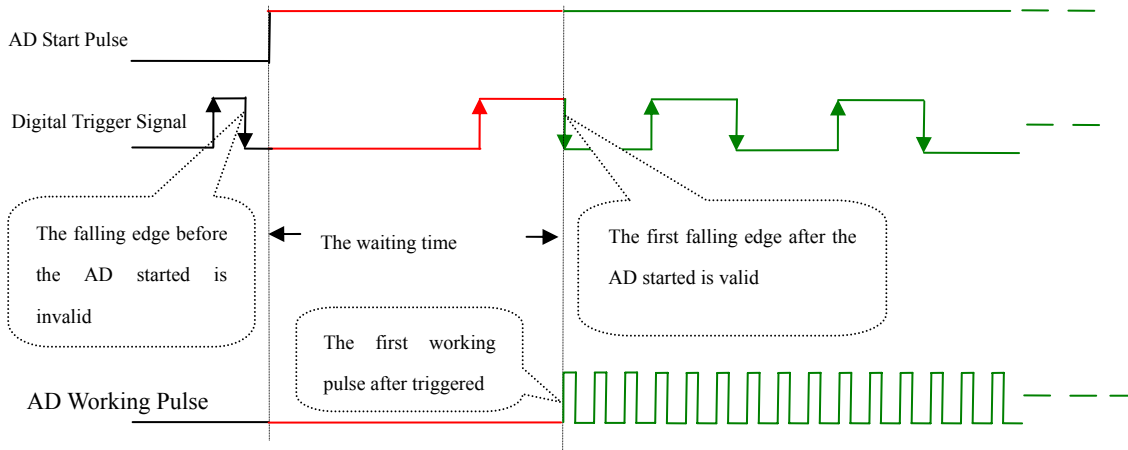 AD Start Pulse
Digital Trigger Signal
The falling edge before
the AD started is
invalid
The waiting time
The first falling edge after the
AD started is valid
The first working
pulse after triggered
AD Working Pulse